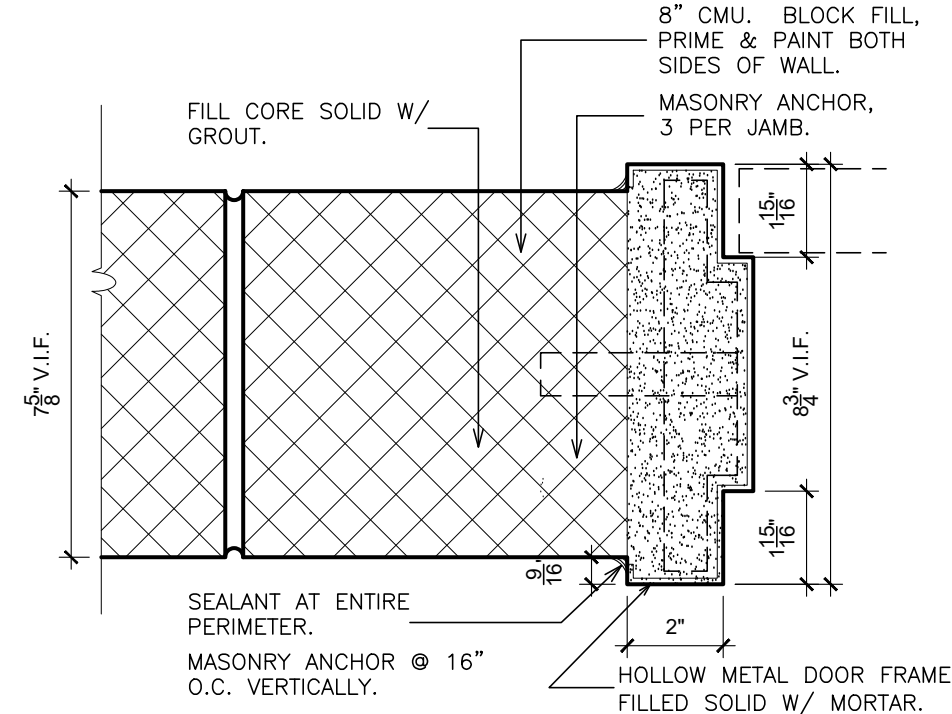 8" CMU. BLOCK FILL,
PRIME & PAINT BOTH
SIDES OF WALL.
FILL CORE SOLID W/
GROUT.
MASONRY ANCHOR,
3 PER JAMB.
1 15/16"
7 5/8" V.I.F.
8 3/4" V.I.F.
1 15/16"
9/16"
SEALANT AT ENTIRE
PERIMETER.
MASONRY ANCHOR @ 16"
O.C. VERTICALLY.
2"
HOLLOW METAL DOOR FRAME
FILLED SOLID W/ MORTAR.